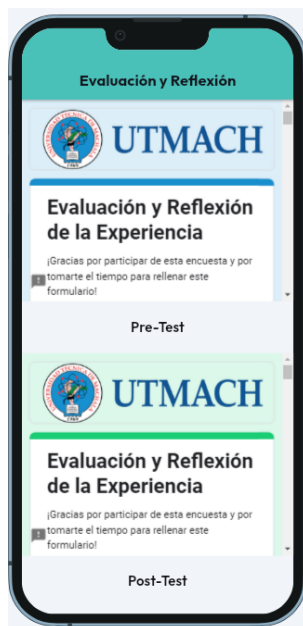 Evaluación y Reflexión
UTMACH
Evaluación y Reflexión
de la Experiencia
¡Gracias por participar de esta encuesta y por
tomarte el tiempo para rellenar este
formulario!
Pre-Test
UTMACH
Evaluación y Reflexión
de la Experiencia
¡Gracias por participar de esta encuesta y por
tomarte el tiempo para rellenar este
formulario!
Post-Test